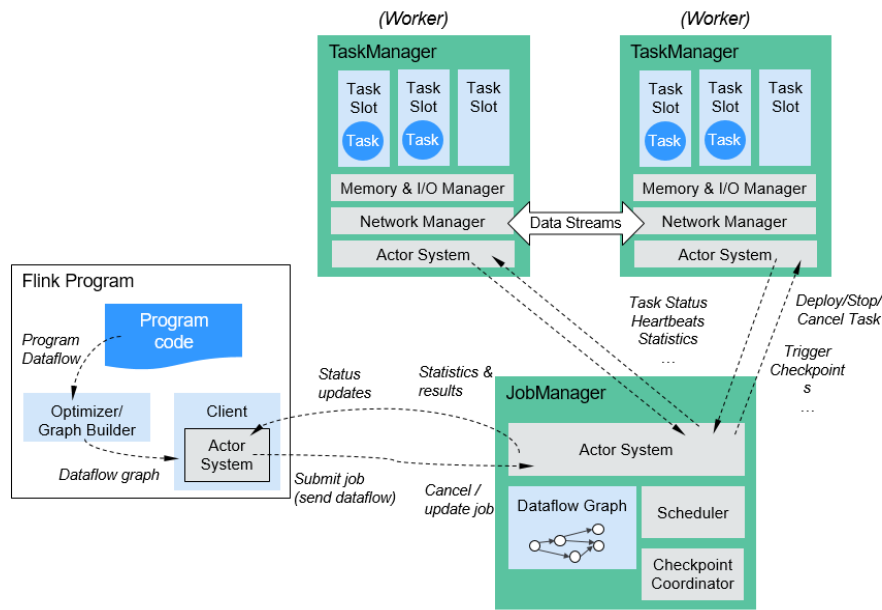 (Worker)
(Worker)
TaskManager
Task
Slot
Task
Task
Slot
Task
Task
Slot
Memory & I/O Manager
Network Manager
Actor System
TaskManager
Task
Slot
Task
Task
Slot
Task
Task
Slot
Memory & I/O Manager
Network Manager
Actor System
Data Streams
Flink Program
Program
code
Program
Dataflow
Optimizer/
Graph Builder
Client
Actor
System
Dataflow graph
Status
updates
Statistics &
results
Submit job
(send dataflow)
Cancel /
update job
Task Status
Heartbeats
Statistics
...
Deploy/Stop/
Cancel Task
Trigger
Checkpoint
s
...
JobManager
Actor System
Dataflow Graph
Scheduler
Checkpoint
Coordinator